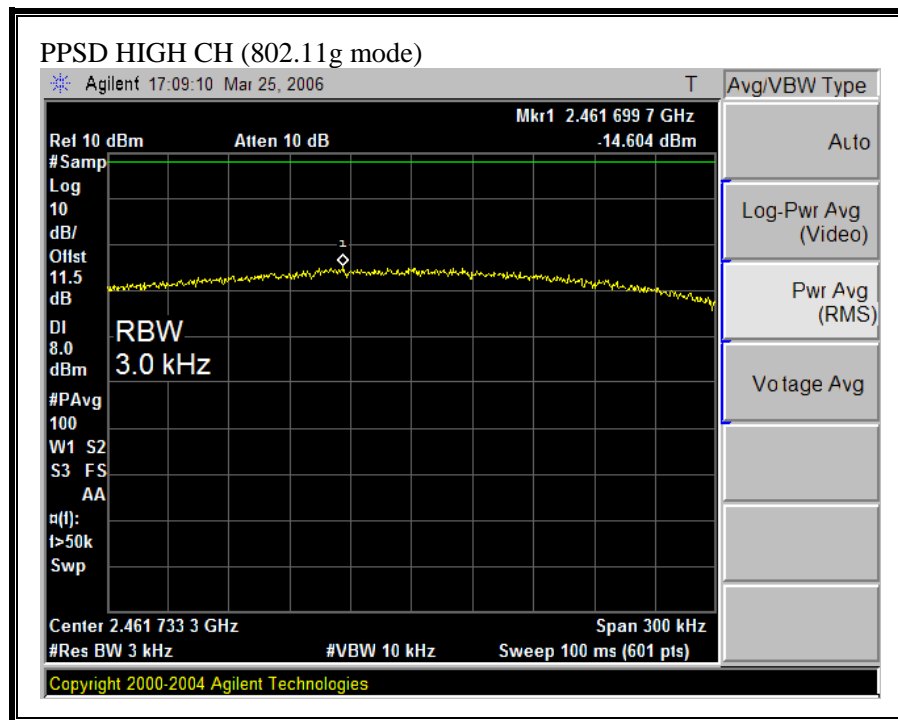 PPSD HIGH CH (802.11g mode)
Agilent 17:09:10 Mar 25, 2006 T
Avg/VBW Type
Mkr1 2.461 699 7 GHz
Ref 10 dBm Atten 10 dB -14.604 dBm
#Samp
Log
10
dB/
Offst
11.5
dB
DI
8.0
dBm
#PAvg
100
W1 S2
S3 FS
AA
¤(f):
f>50k
Swp
1
RBW
3.0 kHz
Center 2.461 733 3 GHz Span 300 kHz
#Res BW 3 kHz #VBW 10 kHz Sweep 100 ms (601 pts)
Auto
Log-Pwr Avg
(Video)
Pwr Avg
(RMS)
Vo tage Avg
Copyright 2000-2004 Agilent Technologies